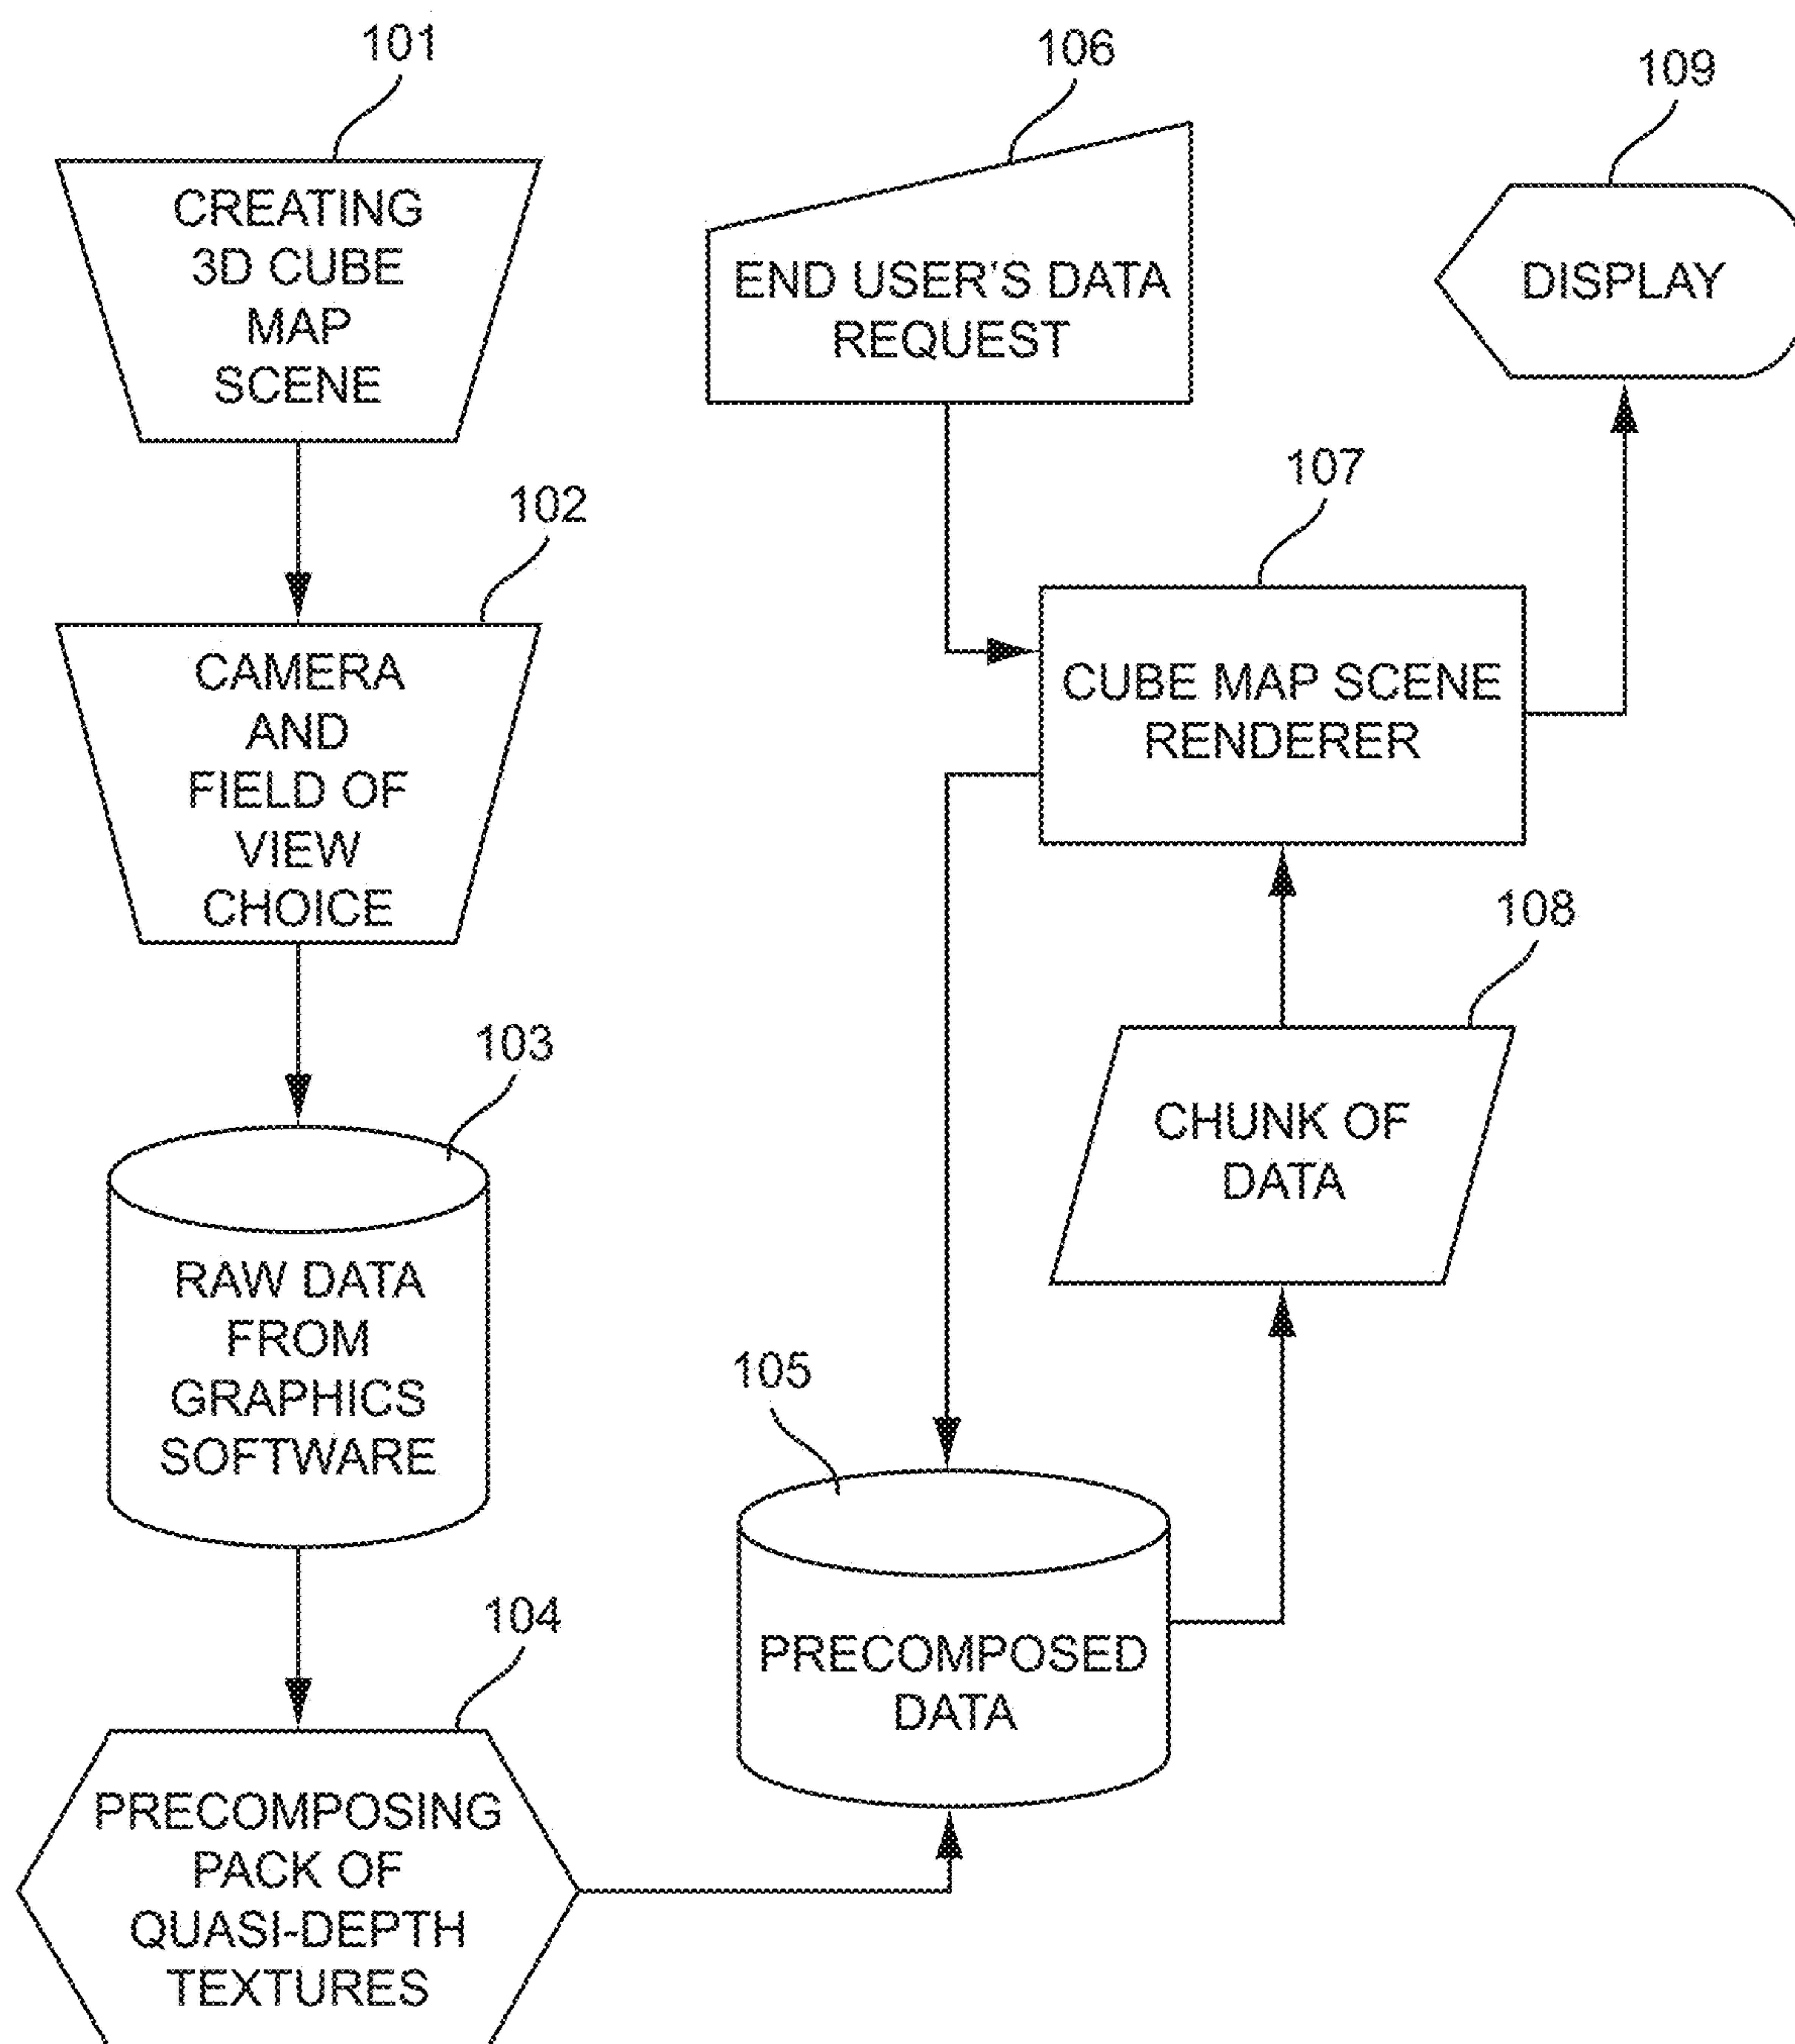 101
CREATING
3D CUBE
MAP
SCENE
102
CAMERA
AND
FIELD OF
VIEW
CHOICE
103
RAW DATA
FROM
GRAPHICS
SOFTWARE
104
PRECOMPOSING
PACK OF
QUASI-DEPTH
TEXTURES
105
PRECOMPOSED
DATA
106
END USER'S DATA
REQUEST
107
CUBE MAP SCENE
RENDERER
108
CHUNK OF
DATA
109
DISPLAY